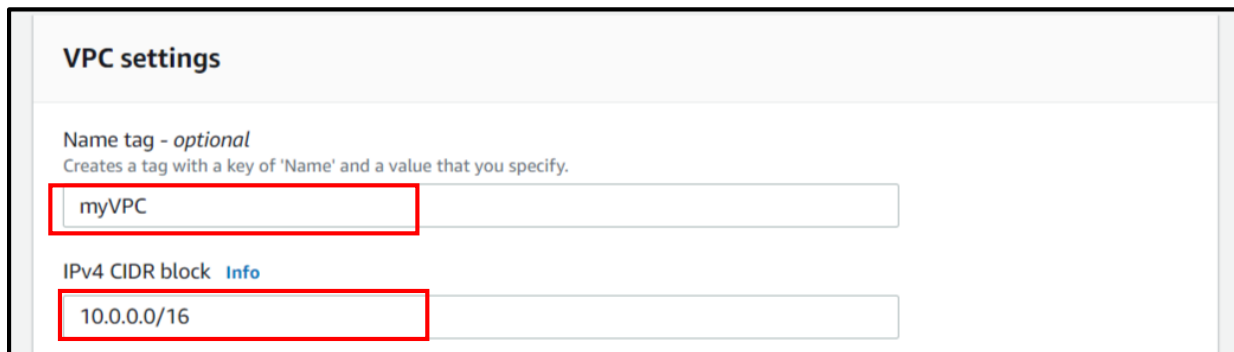 VPC settings
Name tag - optional
Creates a tag with a key of 'Name' and a value that you specify.
myVPC
IPv4 CIDR block Info
10.0.0.0/16